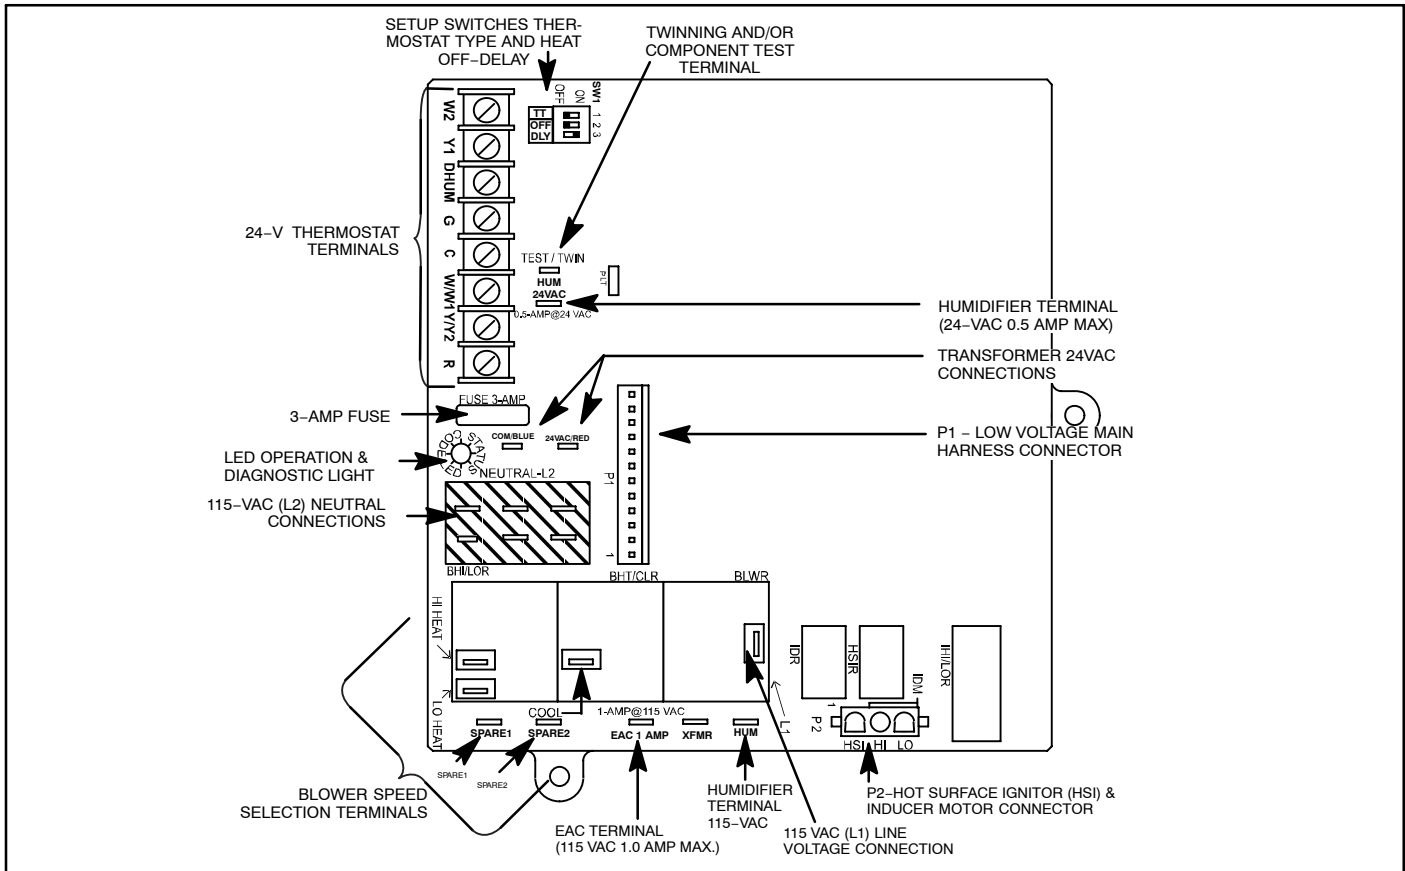 SETUP SWITCHES THER-
MOSTAT TYPE AND HEAT
OFF-DELAY
TWINNING AND/OR
COMPONENT TEST
TERMINAL
OFF
ON
SW1
TT
OFF
DLY
1
2
3
W2
Y1
DHUM
G
C
W/W1
Y/Y2
R
24-V THERMOSTAT
TERMINALS
TEST / TWIN
HUM
24VAC
0.5-AMP@24 VAC
PLT
HUMIDIFIER TERMINAL
(24-VAC 0.5 AMP MAX)
TRANSFORMER 24VAC
CONNECTIONS
FUSE 3-AMP
3-AMP FUSE
COM/BLUE
24VAC/RED
P1 - LOW VOLTAGE MAIN
HARNESS CONNECTOR
STATUS
CODE LED
LED OPERATION &
DIAGNOSTIC LIGHT
NEUTRAL-L2
P1
115-VAC (L2) NEUTRAL
CONNECTIONS
1
BHI/LOR
BHT/CLR
BLWR
HI HEAT
LO HEAT
IDR
HSIR
IDM
IHI/LOR
COOL
1-AMP@115 VAC
L1
1
P2
SPARE1
SPARE2
EAC 1 AMP
XFMR
HUM
HSI
HI
LO
SPARE1
SPARE2
BLOWER SPEED
SELECTION TERMINALS
HUMIDIFIER
TERMINAL
115-VAC
P2-HOT SURFACE IGNITOR (HSI) &
INDUCER MOTOR CONNECTOR
EAC TERMINAL
(115 VAC 1.0 AMP MAX.)
115 VAC (L1) LINE
VOLTAGE CONNECTION